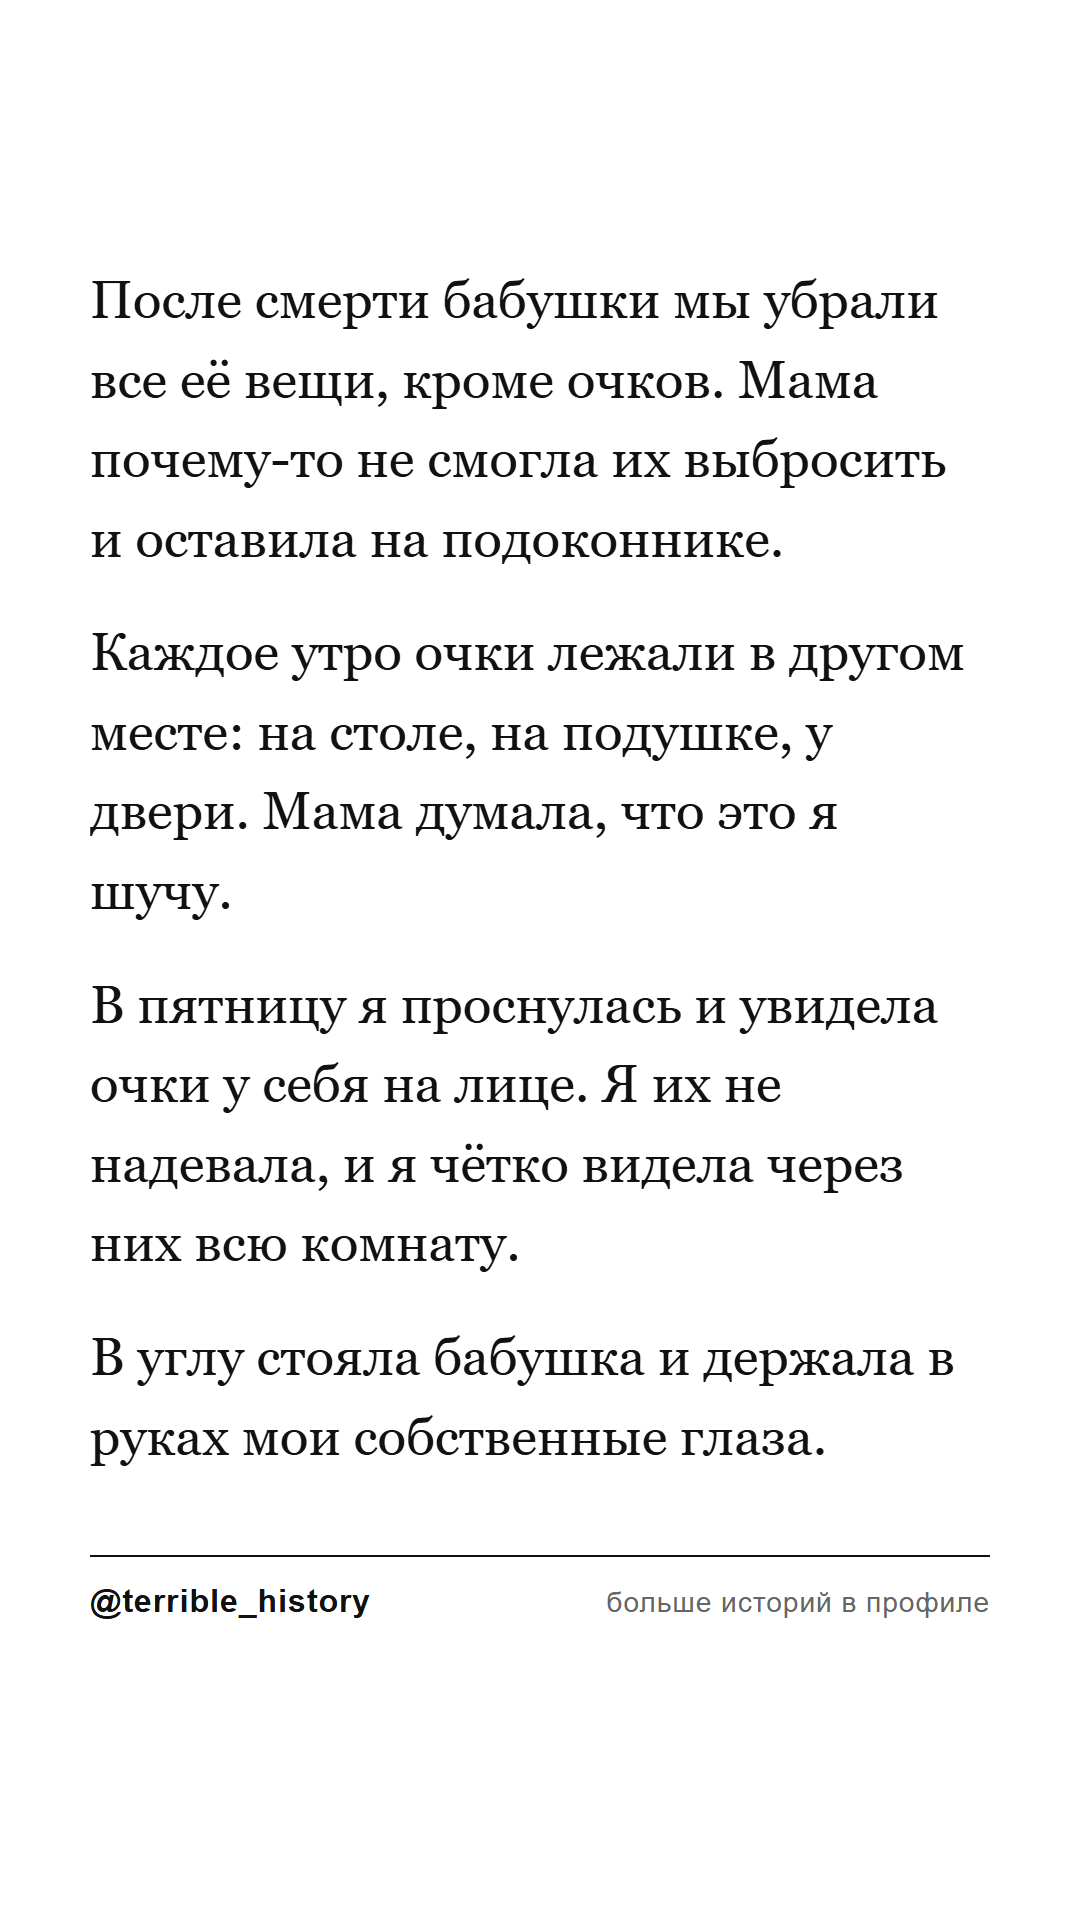 После смерти бабушки мы убрали
все её вещи, кроме очков. Мама
почему-то не смогла их выбросить
и оставила на подоконнике.
Каждое утро очки лежали в другом
месте: на столе, на подушке, у
двери. Мама думала, что это я
шучу.
В пятницу я проснулась и увидела
очки у себя на лице. Я их не
надевала, и я чётко видела через
них всю комнату.
В углу стояла бабушка и держала в
руках мои собственные глаза.
@terrible_history
больше историй в профиле